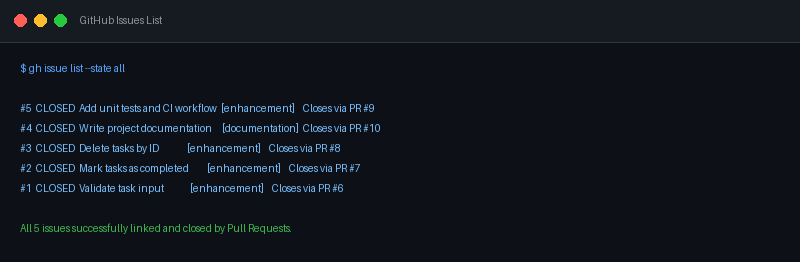 GitHub Issues List
$ gh issue list --state all
#5 CLOSED Add unit tests and CI workflow [enhancement] Closes via PR #9
#4 CLOSED Write project documentation [documentation] Closes via PR #10
#3 CLOSED Delete tasks by ID [enhancement] Closes via PR #8
#2 CLOSED Mark tasks as completed [enhancement] Closes via PR #7
#1 CLOSED Validate task input [enhancement] Closes via PR #6
All 5 issues successfully linked and closed by Pull Requests.